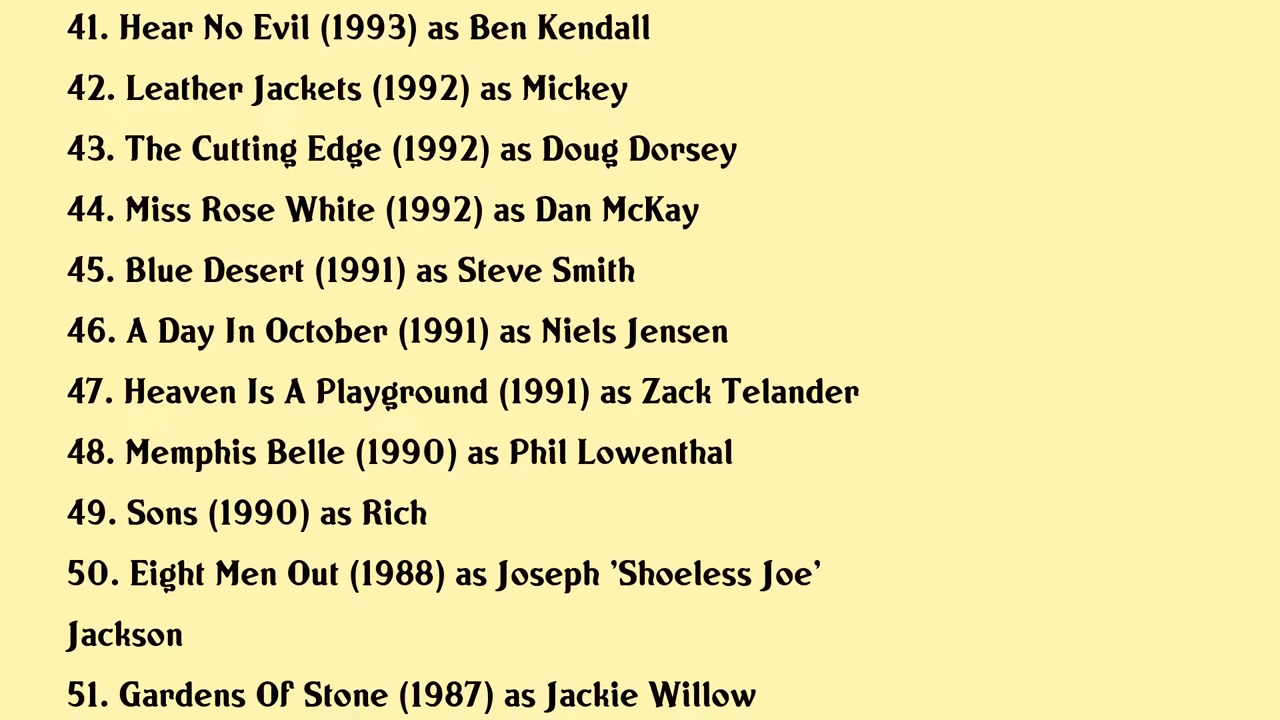 41. Hear No Evil (1993) as Ben Kendall
42. Leather Jackets (1992) as Mickey
43. The Cutting Edge (1992) as Doug Dorsey
44. Miss Rose White (1992) as Dan McKay
45. Blue Desert (1991) as Steve Smith
46. A Day In October (1991) as Niels Jensen
47. Heaven Is A Playground (1991) as Zack Telander
48. Memphis Belle (1990) as Phil Lowenthal
49. Sons (1990) as Rich
50. Eight Men Out (1988) as Joseph 'Shoeless Joe'
Jackson
51. Gardens Of Stone (1987) as Jackie Willow